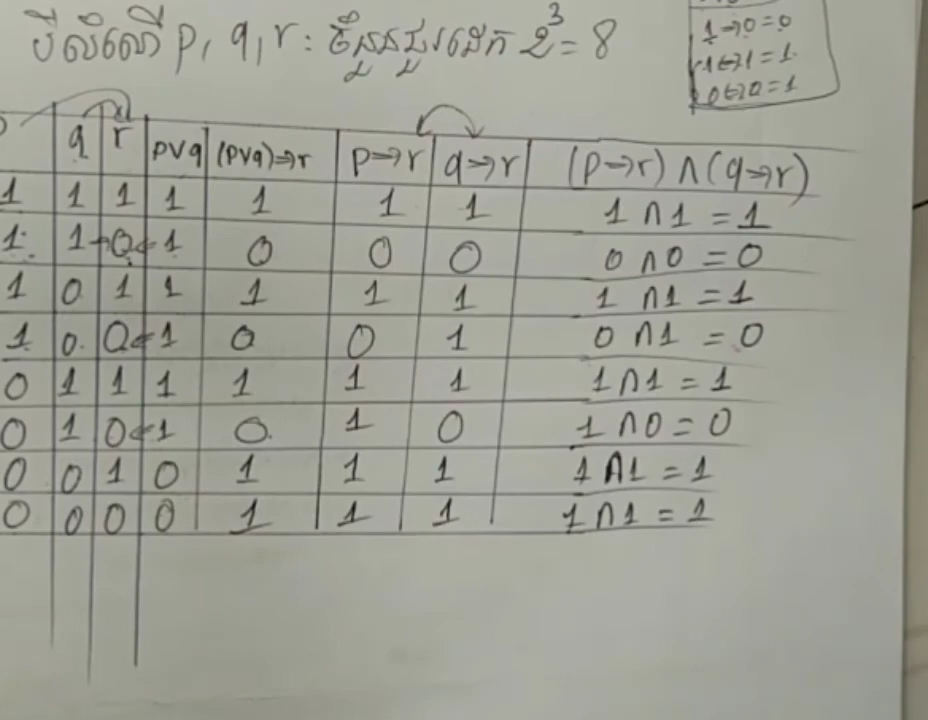 p, q, r : ចំនួនជួរដេក 2³ = 8
1→0 = 0
1↔1 = 1
0↔0 = 1
q r p∨q (p∨q)⇒r p⇒r q⇒r (p⇒r) ∧ (q⇒r)
1 1 1 1 1 1 1 1 ∧ 1 = 1
1 1 0 1 0 0 0 0 ∧ 0 = 0
1 0 1 1 1 1 1 1 ∧ 1 = 1
1 0 0 1 0 0 1 0 ∧ 1 = 0
0 1 1 1 1 1 1 1 ∧ 1 = 1
0 1 0 1 0 1 0 1 ∧ 0 = 0
0 0 1 0 1 1 1 1 ∧ 1 = 1
0 0 0 0 1 1 1 1 ∧ 1 = 1